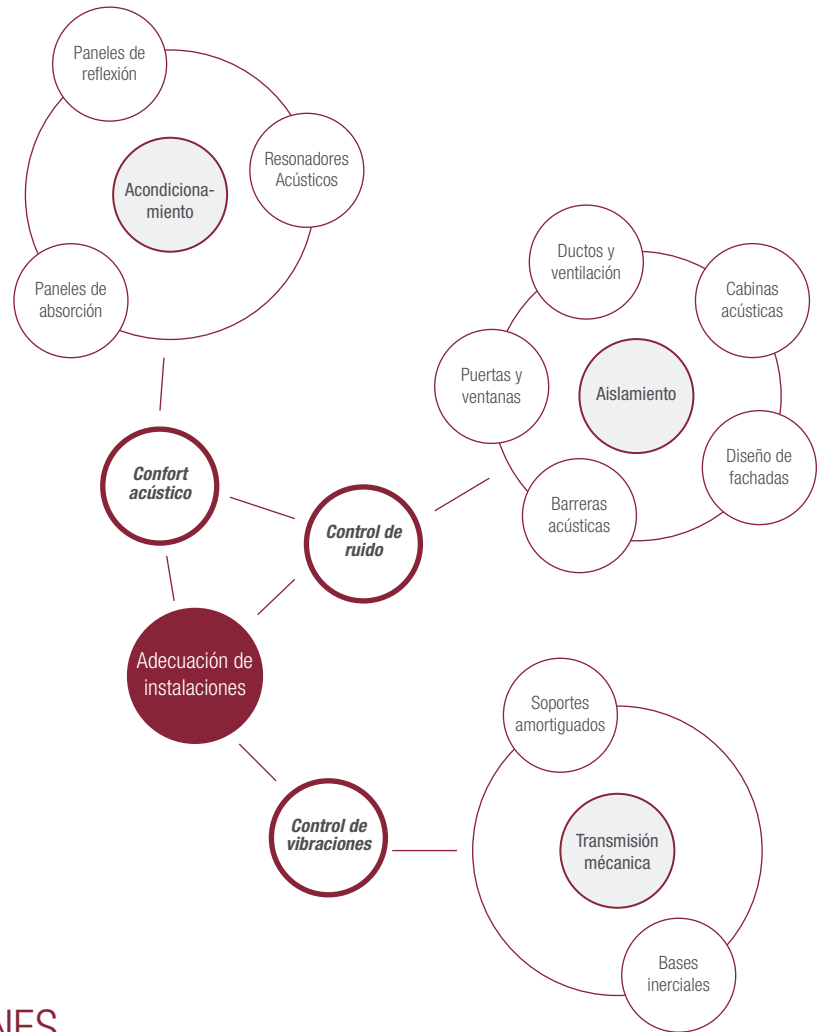 Paneles de
reflexión
Resonadores
Acústicos
Acondiciona-
miento
Paneles de
absorción
Ductos y
ventilación
Cabinas
acústicas
Puertas y
ventanas
Aislamiento
Diseño de
fachadas
Barreras
acústicas
Confort
acústico
Control de
ruido
Adecuación de
instalaciones
Soportes
amortiguados
Control de
vibraciones
Transmisión
mécanica
Bases
inerciales